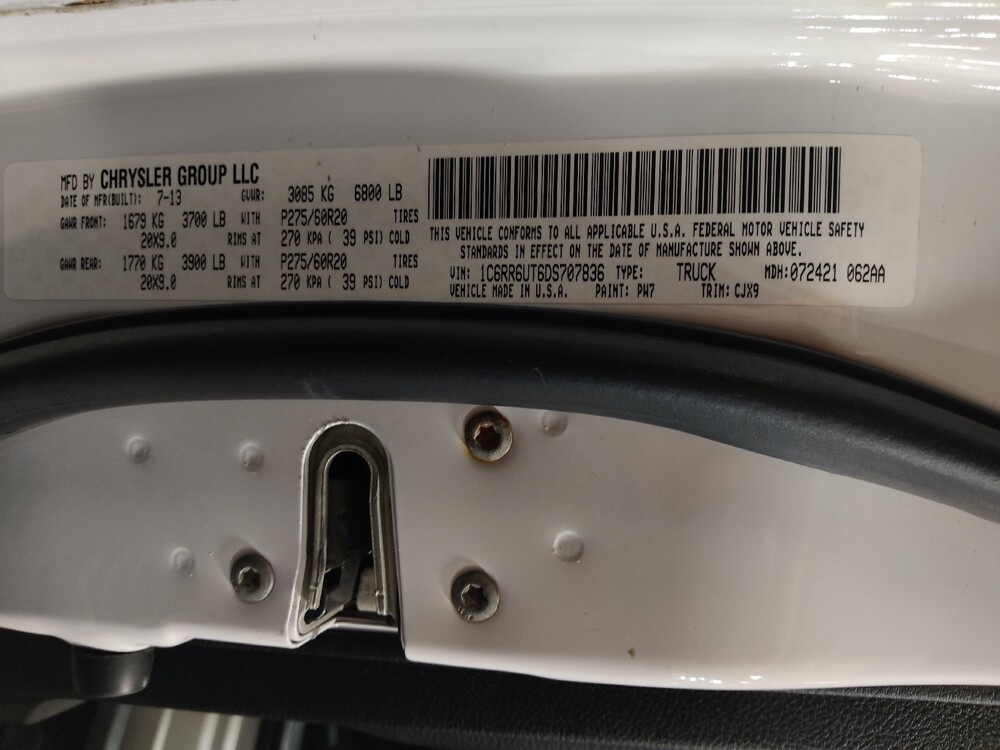 MFD BY CHRYSLER GROUP LLC
DATE OF MFR(BUILT): 7-13 GVWR: 3085 KG 6800 LB
GAWR FRONT: 1679 KG 3700 LB WITH P275/60R20 TIRES
20X9.0 RIMS AT 270 KPA ( 39 PSI) COLD
GAWR REAR: 1770 KG 3900 LB WITH P275/60R20 TIRES
20X9.0 RIMS AT 270 KPA ( 39 PSI) COLD
THIS VEHICLE CONFORMS TO ALL APPLICABLE U.S.A. FEDERAL MOTOR VEHICLE SAFETY
STANDARDS IN EFFECT ON THE DATE OF MANUFACTURE SHOWN ABOVE.
VIN: 1C6RR6UT6DS707836 TYPE: TRUCK MDH: 072421 062AA
VEHICLE MADE IN U.S.A. PAINT: PW7 TRIM: CJX9